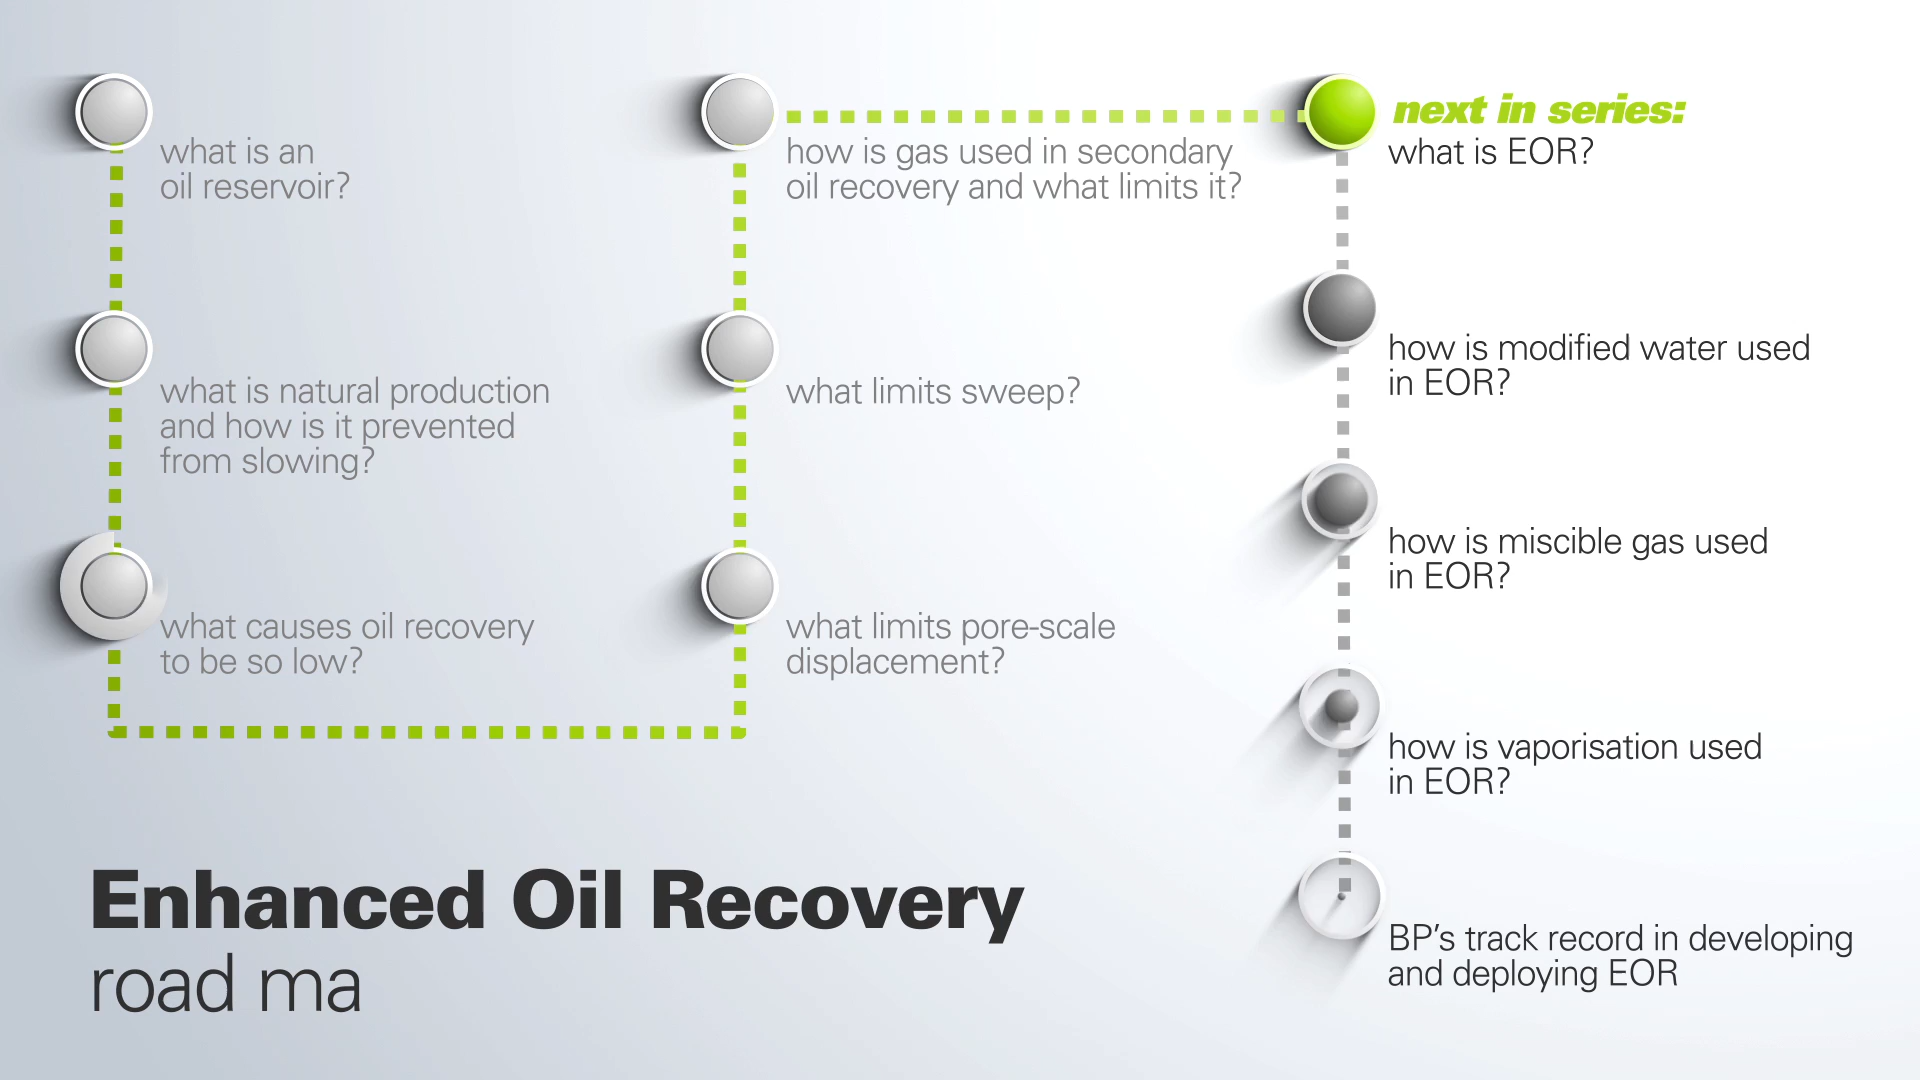 what is an
oil reservoir?
what is natural production
and how is it prevented
from slowing?
what causes oil recovery
to be so low?
how is gas used in secondary
oil recovery and what limits it?
what limits sweep?
what limits pore-scale
displacement?
next in series:
what is EOR?
how is modified water used
in EOR?
how is miscible gas used
in EOR?
how is vaporisation used
in EOR?
BP's track record in developing
and deploying EOR
Enhanced Oil Recovery
road ma